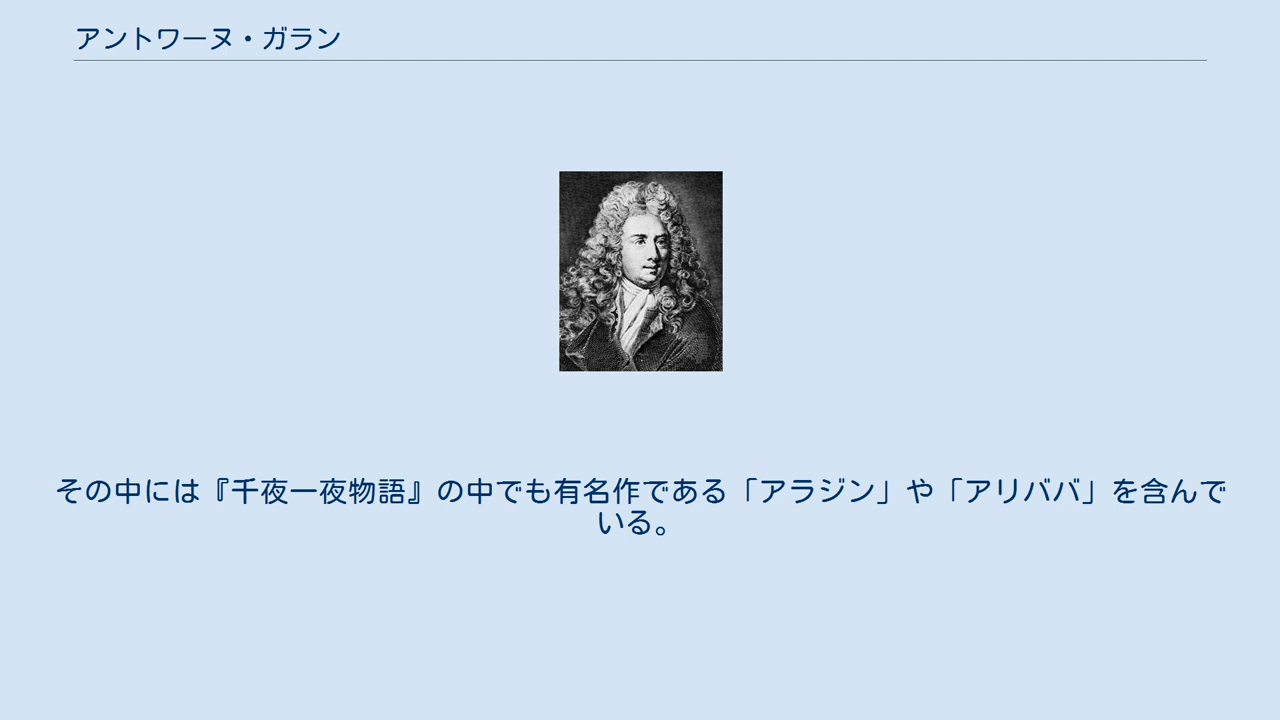 アントワーヌ・ガラン
その中には『千夜一夜物語』の中でも有名作である「アラジン」や「アリババ」を含んで
いる。